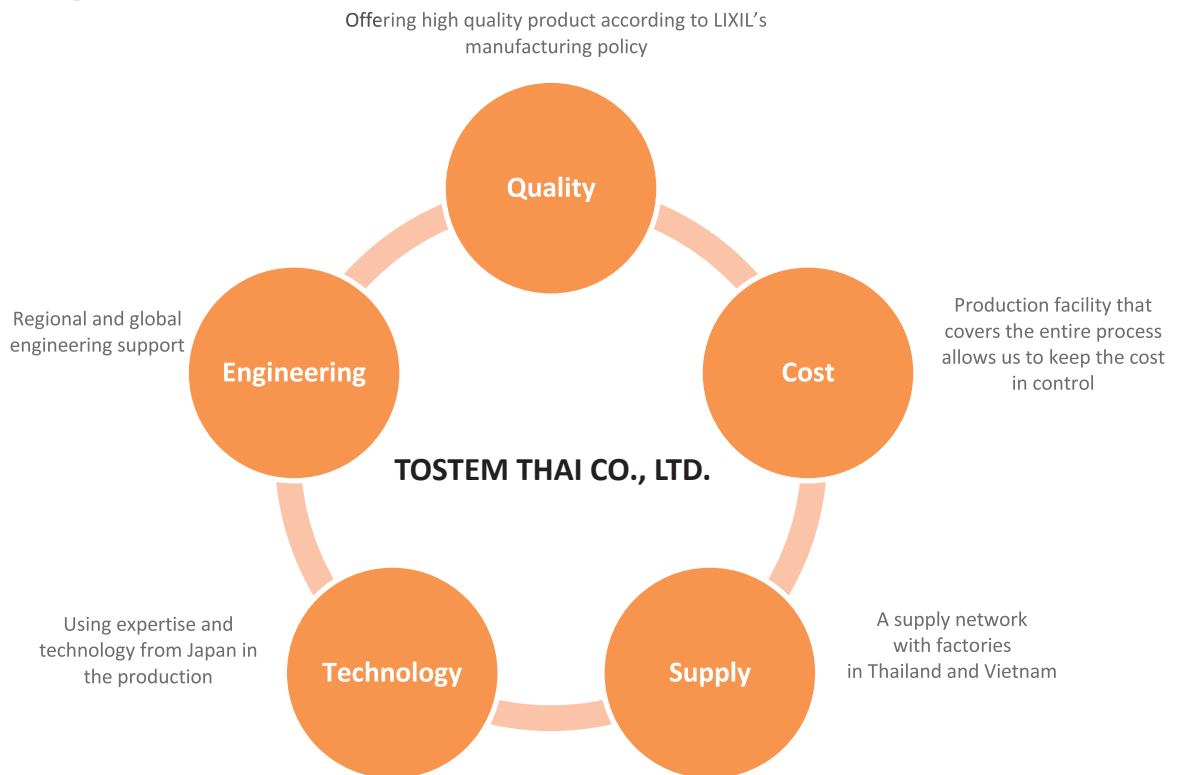 Offering high quality product according to LIXIL's
manufacturing policy
Quality
Regional and global
engineering support
Engineering
Cost
Production facility that
covers the entire process
allows us to keep the cost
in control
TOSTEM THAI CO., LTD.
Using expertise and
technology from Japan in
the production
Technology
Supply
A supply network
with factories
in Thailand and Vietnam